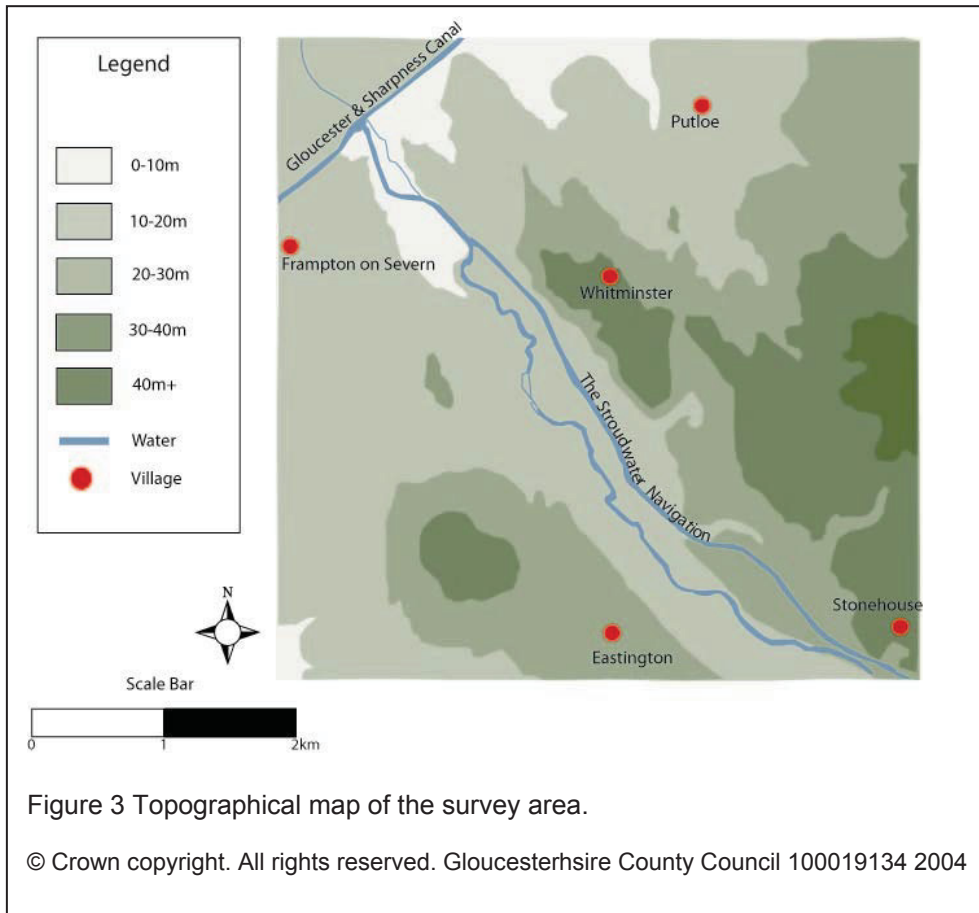 Legend
0-10m
10-20m
20-30m
30-40m
40m+
Water
Village
N
Scale Bar
0 1 2km
Gloucester & Sharpness Canal
Putloe
Frampton on Severn
Whitminster
The Stroudwater Navigation
Stonehouse
Eastington
Figure 3 Topographical map of the survey area.
© Crown copyright. All rights reserved. Gloucesterhsire County Council 100019134 2004